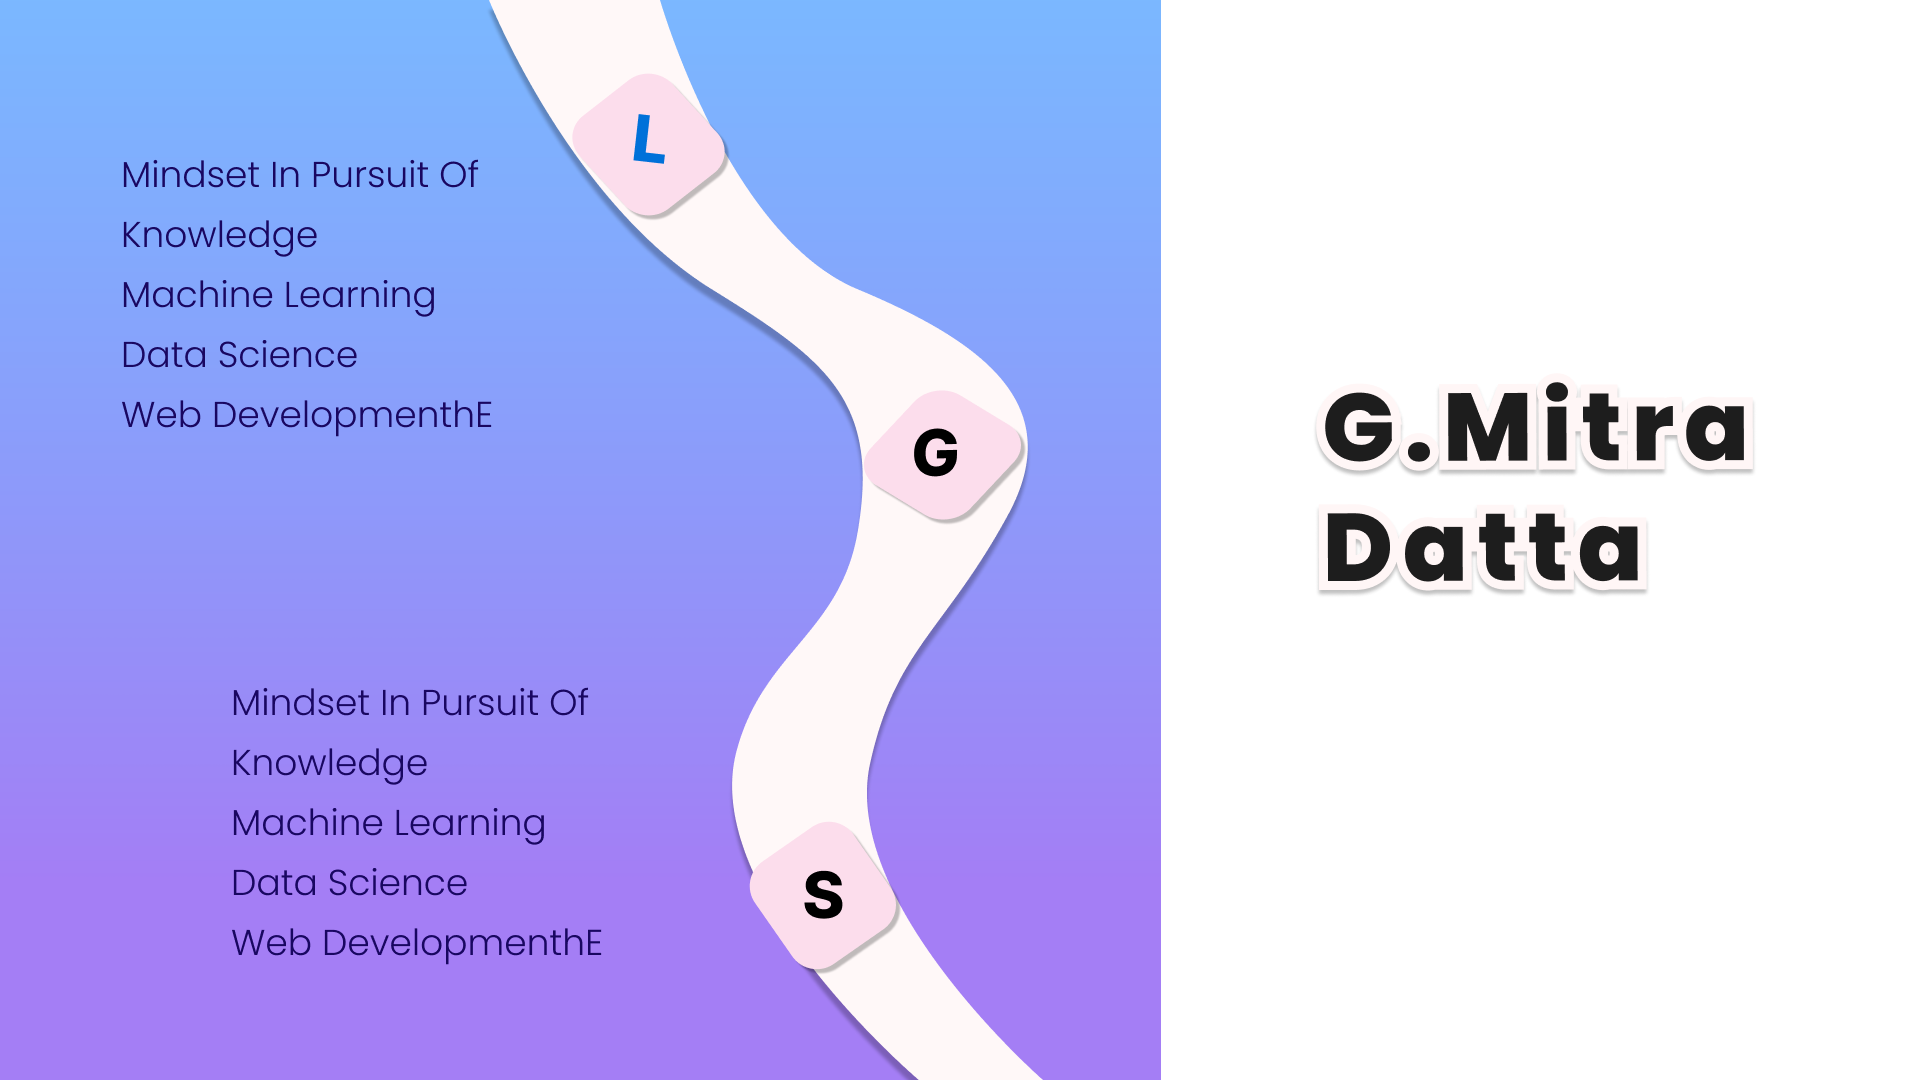 L
Mindset In Pursuit Of
Knowledge
Machine Learning
Data Science
Web DevelopmenthE
G
Mindset In Pursuit Of
Knowledge
Machine Learning
Data Science
Web DevelopmenthE
S
G.Mitra
Datta